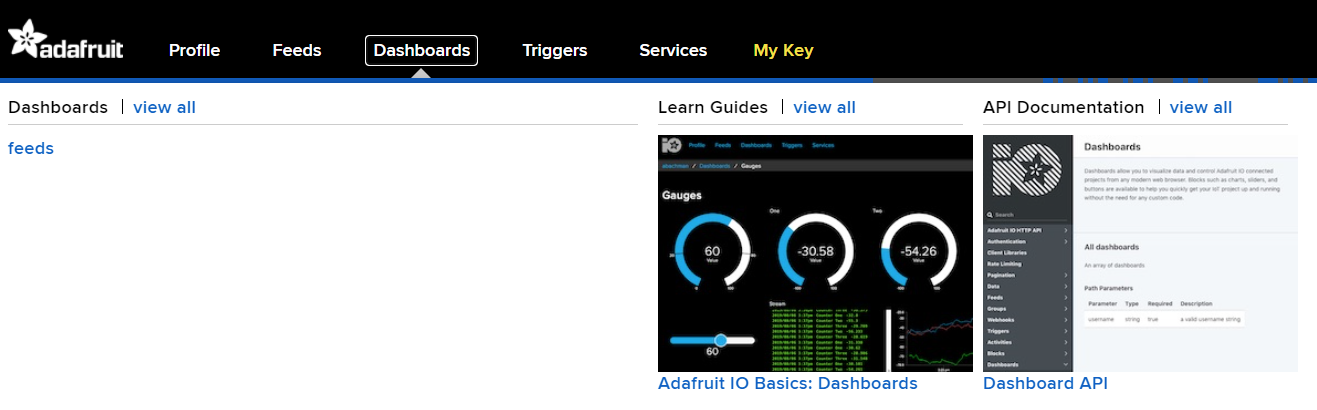 adafruit
Profile
Feeds
Dashboards
Triggers
Services
My Key
Dashboards | view all
feeds
Learn Guides | view all
Profile Feeds Dashboards Triggers Services
/ Dashboards / Gauges
Gauges
One
Two
60
Value
-30.58
Value
-54.26
Value
Stream
60
Adafruit IO Basics: Dashboards
API Documentation | view all
Search
Adafruit IO HTTP API
Authentication
Client Libraries
Rate Limiting
Pagination
Data
Feeds
Groups
Webhooks
Triggers
Activities
Blocks
Dashboards
Dashboards
Dashboards allow you to visualize data and control Adafruit IO connected
projects from any modern web browser. Blocks such as charts, sliders, and
buttons are available to help you quickly get your IoT project up and running
without the need for any custom code.
All dashboards
An array of dashboards
Path Parameters
Parameter Type Required Description
username string true a valid username string
Dashboard API